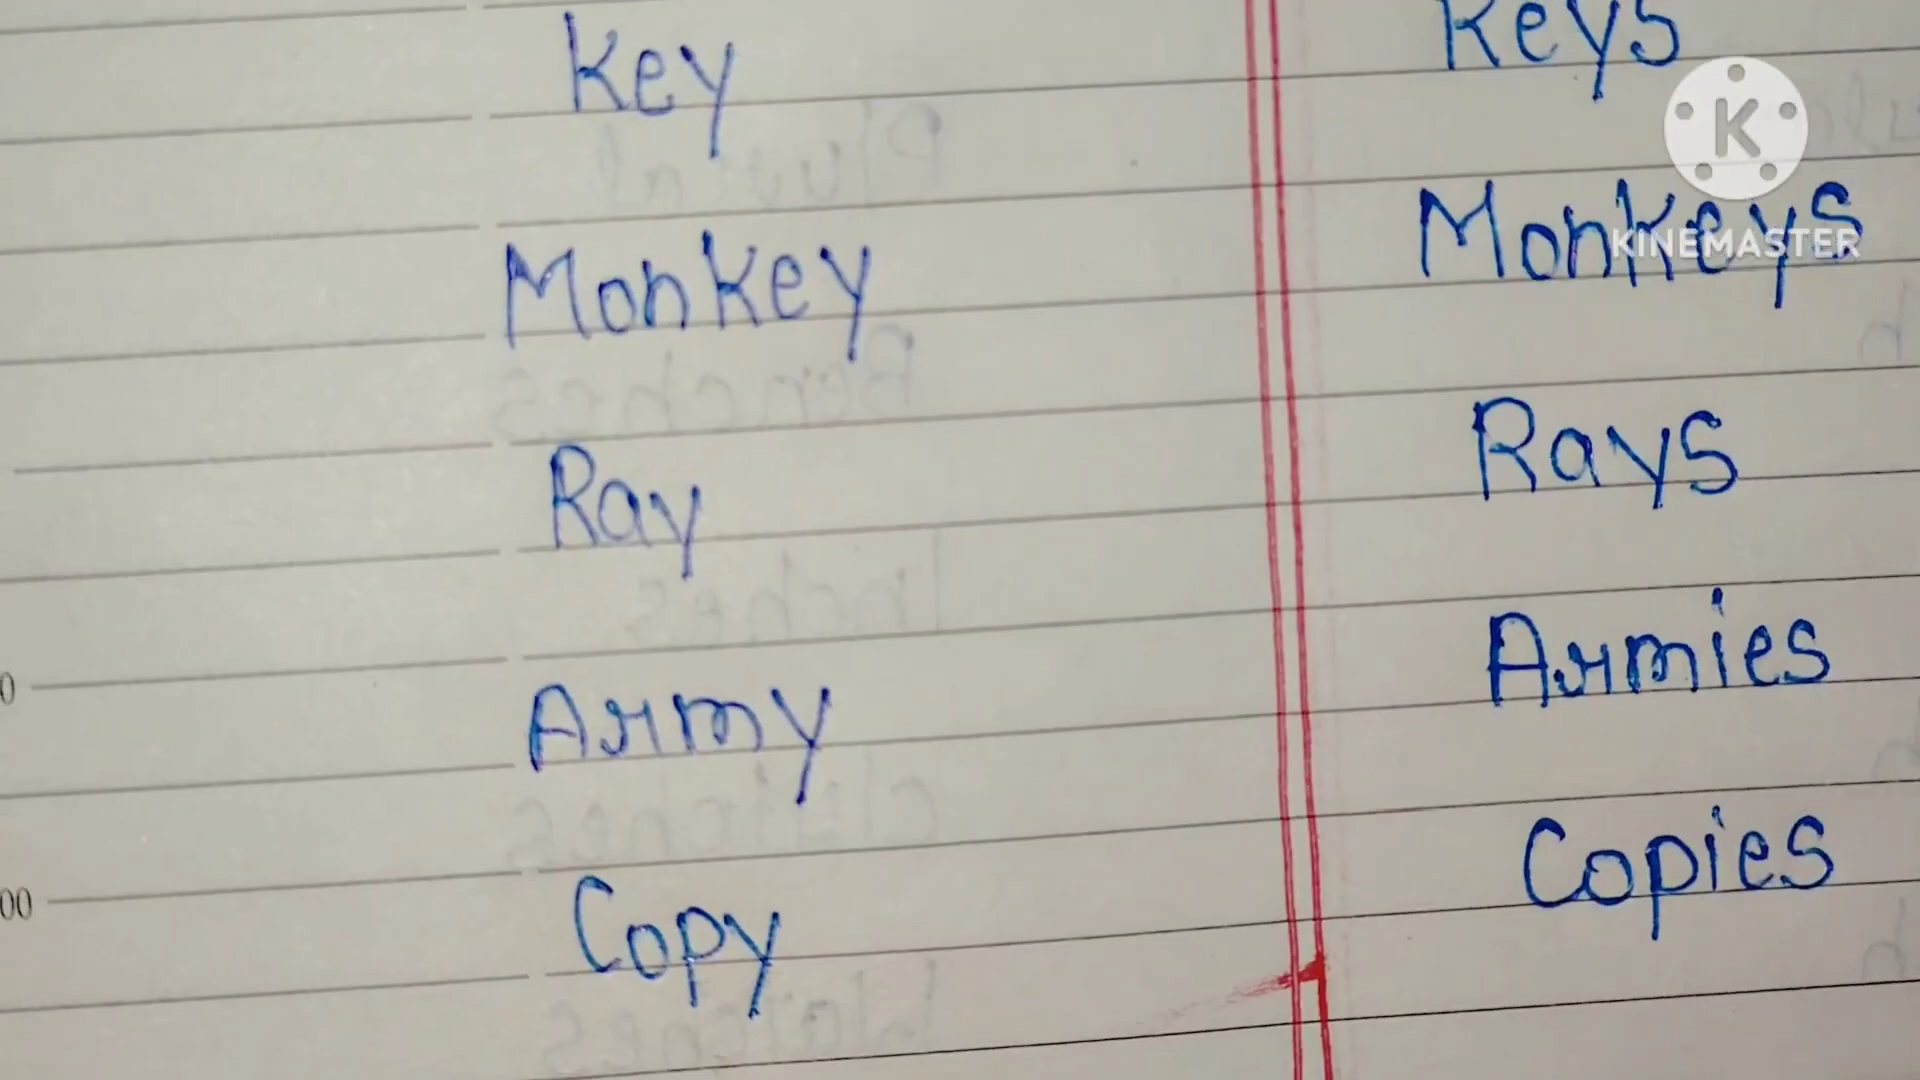 Key Keys
Monkey Monkeys
KINEMASTER
Ray Rays
Army Armies
Copy Copies